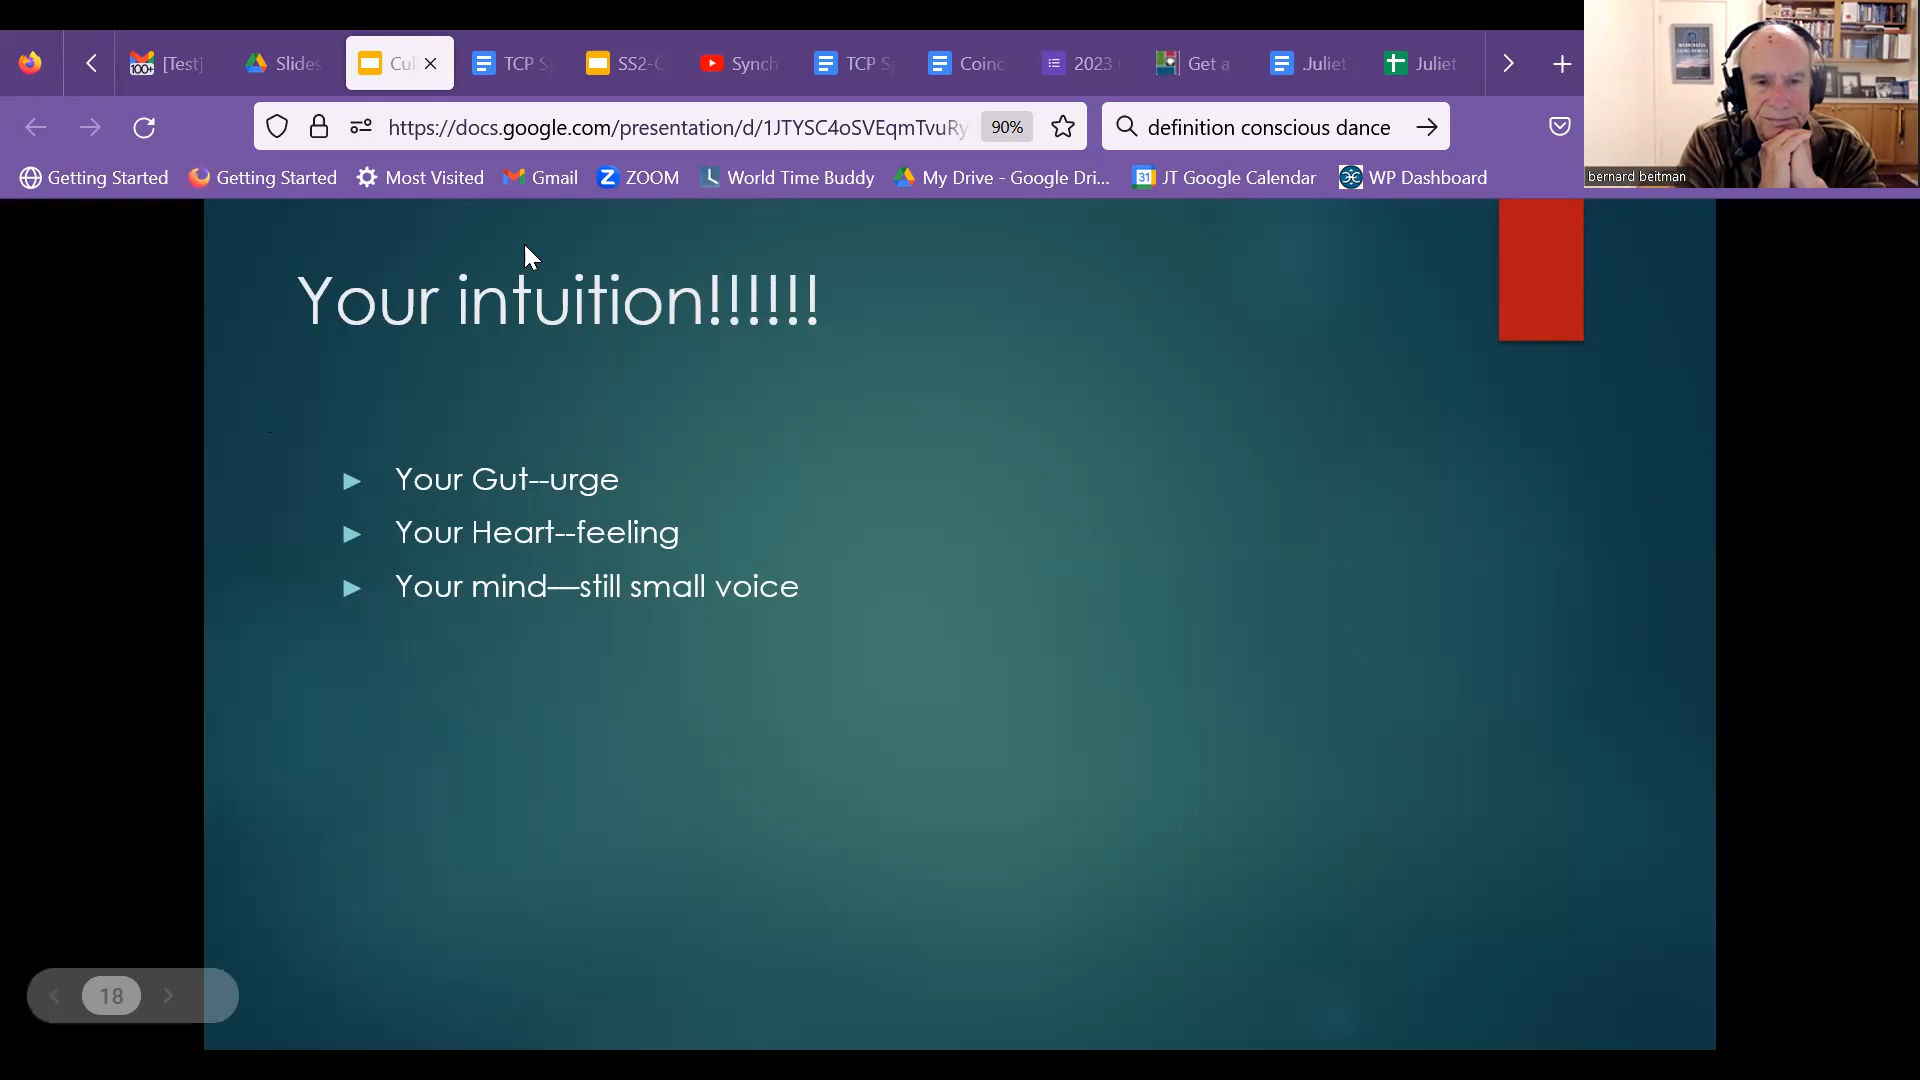 [Test]
Slides
Cul
TCP S
SS2-C
Synch
TCP S
Coinc
2023
Get a
.Juliet
Juliet
100+
https://docs.google.com/presentation/d/1JTYSC4oSVEqmTvuRy
90%
definition conscious dance
Getting Started
Getting Started
Most Visited
Gmail
ZOOM
World Time Buddy
My Drive - Google Dri...
31
JT Google Calendar
WP Dashboard
bernard beitman
Your intuition!!!!!!
Your Gut--urge
Your Heart--feeling
Your mind—still small voice
18